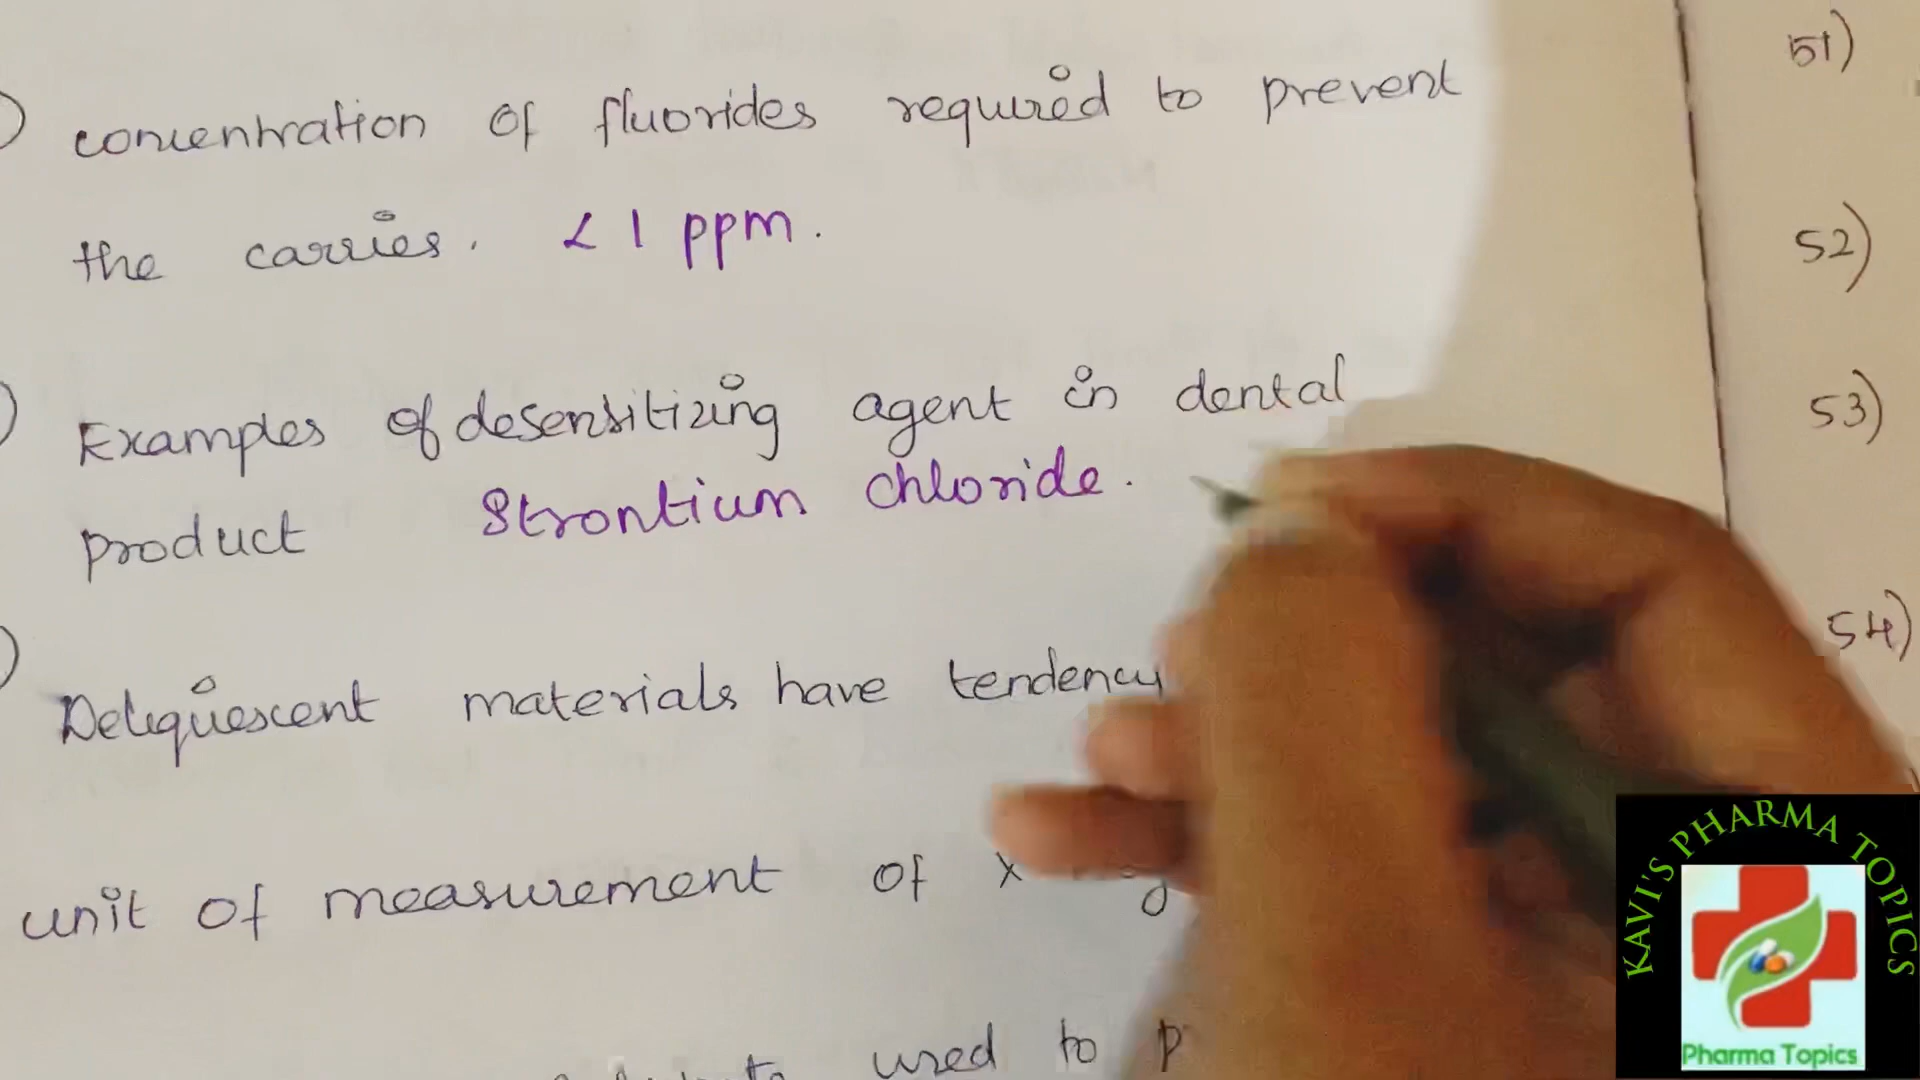 concentration of fluorides required to prevent
the carries. < 1 ppm.
Examples of desensitizing agent in dental
product Strontium chloride.
Deliquescent materials have tendency
unit of measurement of X
used to
51)
52)
53)
54)
KAVI'S PHARMA TOPICS
Pharma Topics